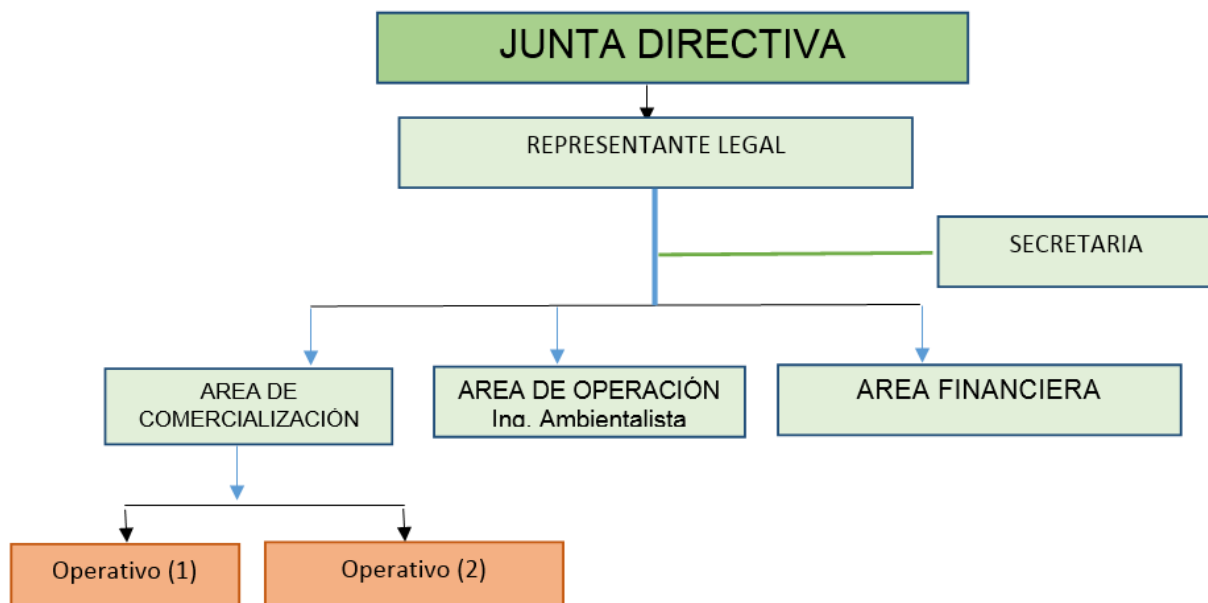 JUNTA DIRECTIVA
REPRESENTANTE LEGAL
SECRETARIA
AREA DE
COMERCIALIZACIÓN
AREA DE OPERACIÓN
Ing. Ambientalista
AREA FINANCIERA
Operativo (1)
Operativo (2)